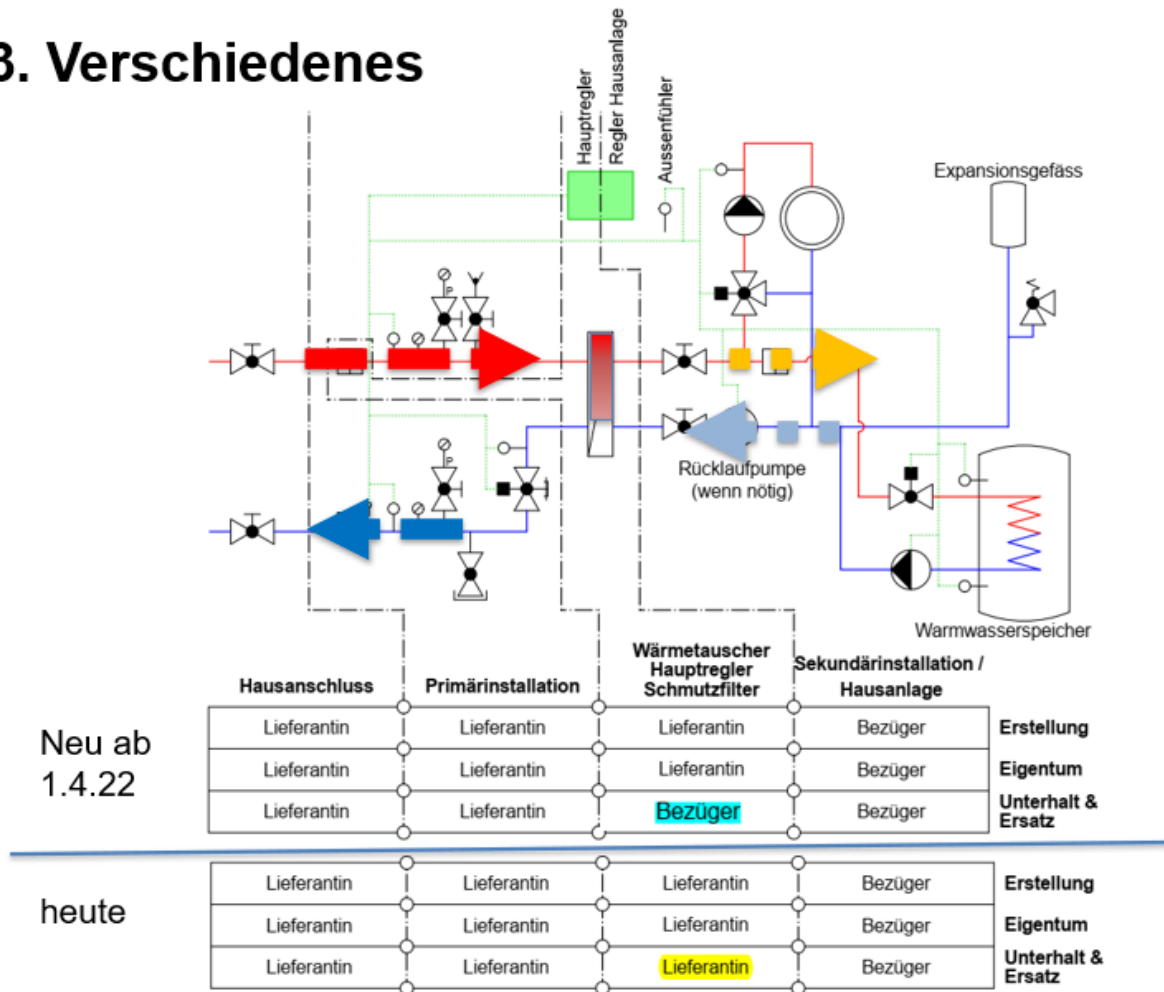 3. Verschiedenes
Hauptregler
Regler Hausanlage
Aussenfühler
Expansionsgefäss
P
P
Rücklaufpumpe
(wenn nötig)
Warmwasserspeicher
Hausanschluss
Primärinstallation
Wärmetauscher
Hauptregler
Schmutzfilter
Sekundärinstallation /
Hausanlage
Neu ab
1.4.22
Lieferantin Lieferantin Lieferantin Bezüger Erstellung
Lieferantin Lieferantin Lieferantin Bezüger Eigentum
Lieferantin Lieferantin Bezüger Bezüger Unterhalt &
Ersatz
heute
Lieferantin Lieferantin Lieferantin Bezüger Erstellung
Lieferantin Lieferantin Lieferantin Bezüger Eigentum
Lieferantin Lieferantin Lieferantin Bezüger Unterhalt &
Ersatz